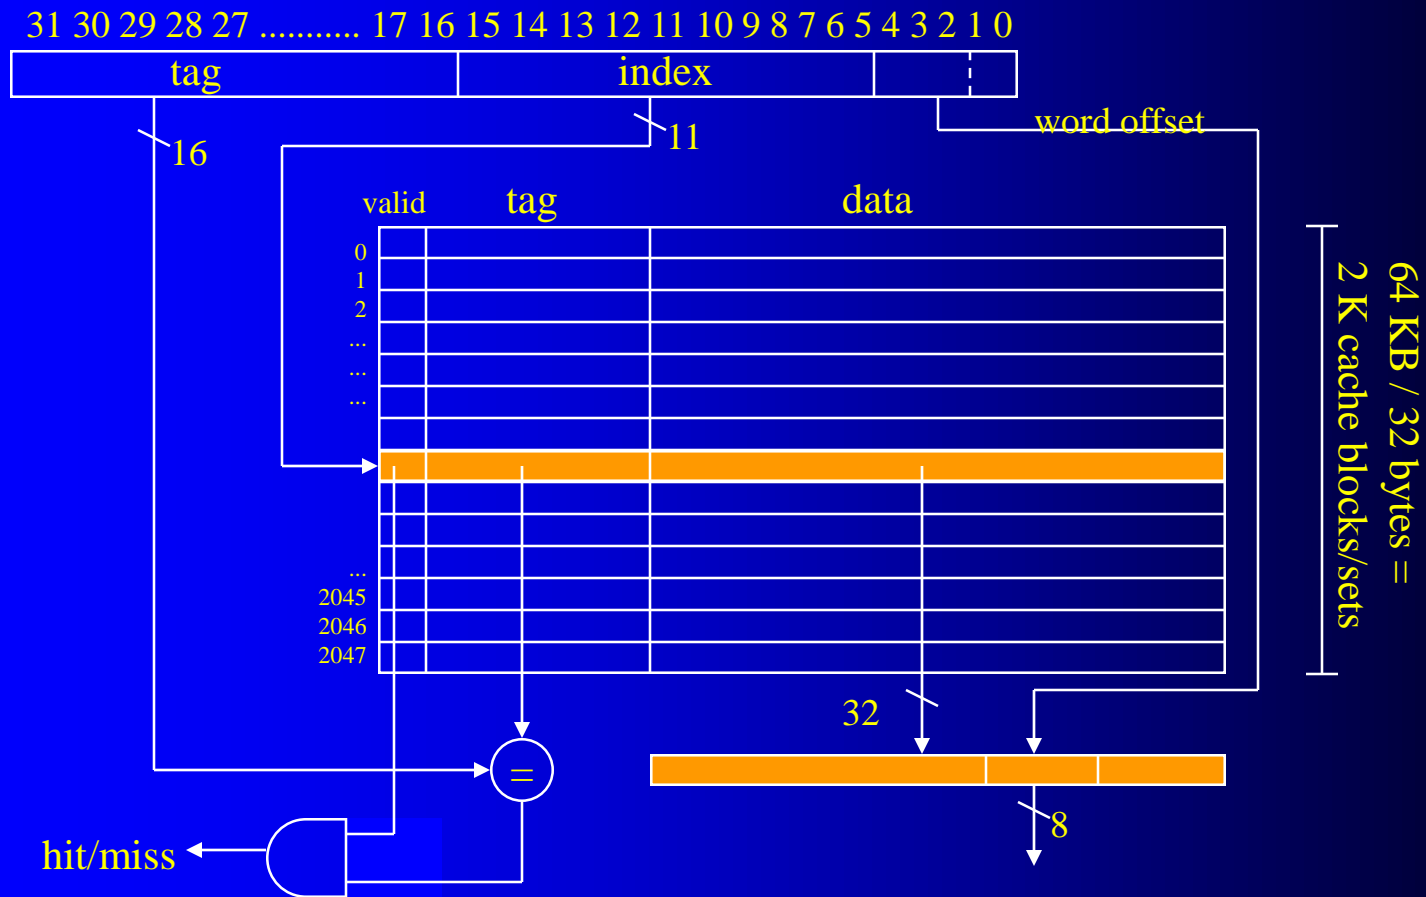 31 30 29 28 27 ........... 17 16 15 14 13 12 11 10 9 8 7 6 5 4 3 2 1 0
tag
index
word offset
16
11
valid
tag
data
0
1
2
...
...
...
...
2045
2046
2047
64 KB / 32 bytes =
2 K cache blocks/sets
32
=
8
hit/miss